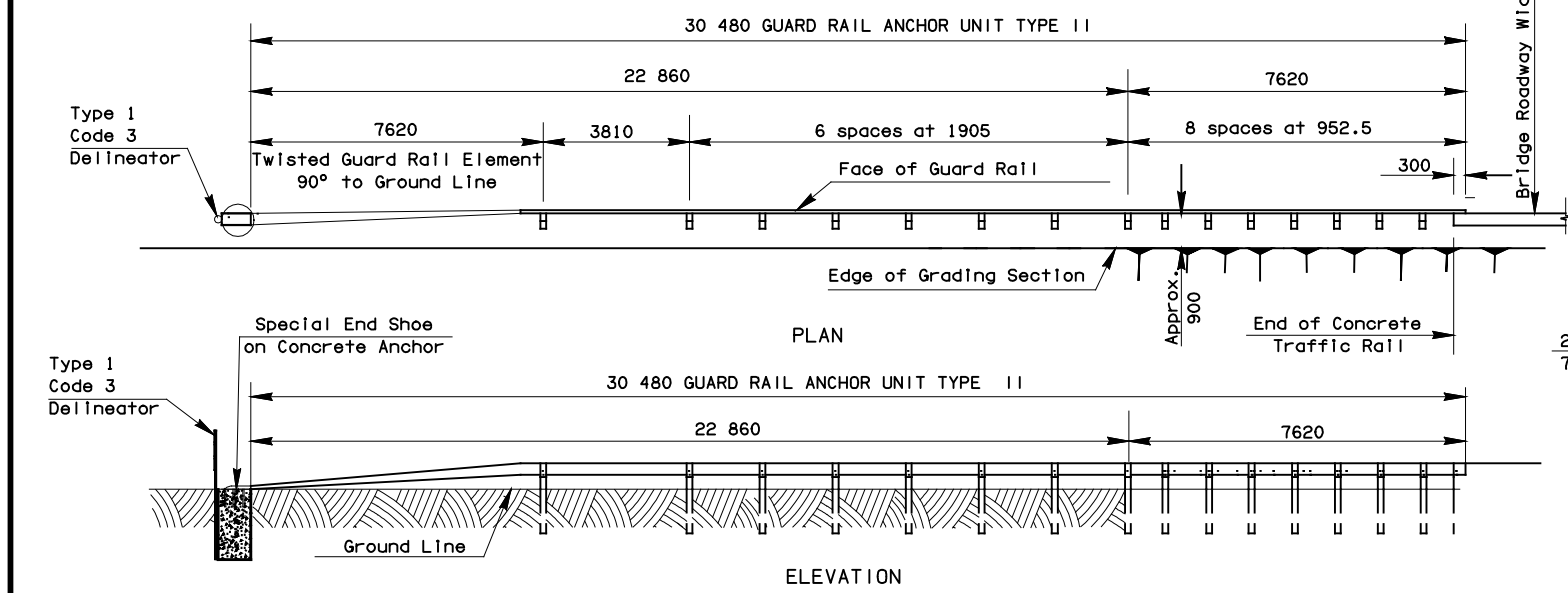 30 480 GUARD RAIL ANCHOR UNIT TYPE II
22 860
7620
Type 1
Code 3
Delineator
7620
3810
6 spaces at 1905
8 spaces at 952.5
Twisted Guard Rail Element
90° to Ground Line
Face of Guard Rail
300
Bridge Roadway Wid
Edge of Grading Section
Approx.
900
End of Concrete
Traffic Rail
PLAN
Special End Shoe
on Concrete Anchor
Type 1
Code 3
Delineator
30 480 GUARD RAIL ANCHOR UNIT TYPE II
22 860
7620
Ground Line
ELEVATION